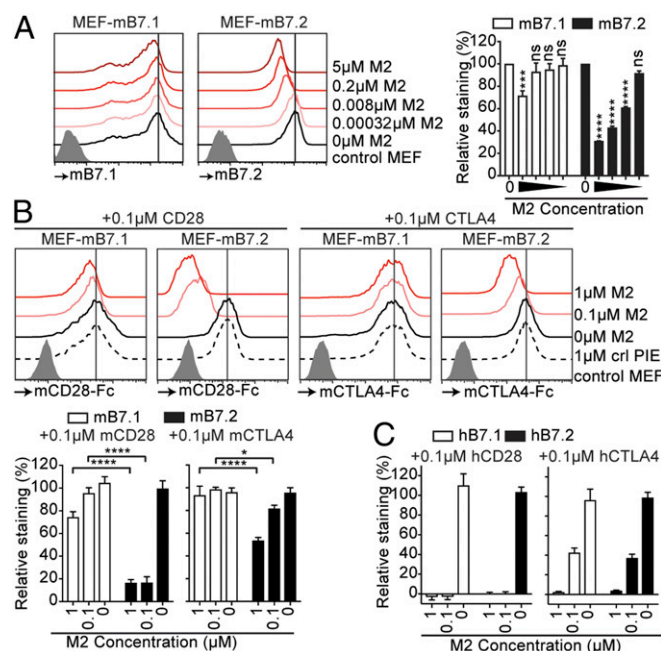 A
MEF-mB7.1
MEF-mB7.2
5µM M2
0.2µM M2
0.008µM M2
0.00032µM M2
0µM M2
control MEF
→mB7.1
→mB7.2
mB7.1 mB7.2
Relative staining (%)
100
80
60
40
20
0
*** ns ns ns **** **** **** ns
0 0
M2 Concentration
B
+0.1µM CD28
+0.1µM CTLA4
MEF-mB7.1
MEF-mB7.2
MEF-mB7.1
MEF-mB7.2
1µM M2
0.1µM M2
0µM M2
1µM crl PIE
control MEF
→mCD28-Fc
→mCD28-Fc
→mCTLA4-Fc
→mCTLA4-Fc
mB7.1 mB7.2
+0.1µM mCD28 +0.1µM mCTLA4
**** ****
* ****
Relative staining (%)
120
100
80
60
40
20
0
1 0.1 0 1 0.1 0 1 0.1 0 1 0.1 0
M2 Concentration (µM)
C
hB7.1 hB7.2
+0.1µM hCD28 +0.1µM hCTLA4
Relative staining (%)
120
100
80
60
40
20
0
1 0.1 0 1 0.1 0 1 0.1 0 1 0.1 0
M2 Concentration (µM)